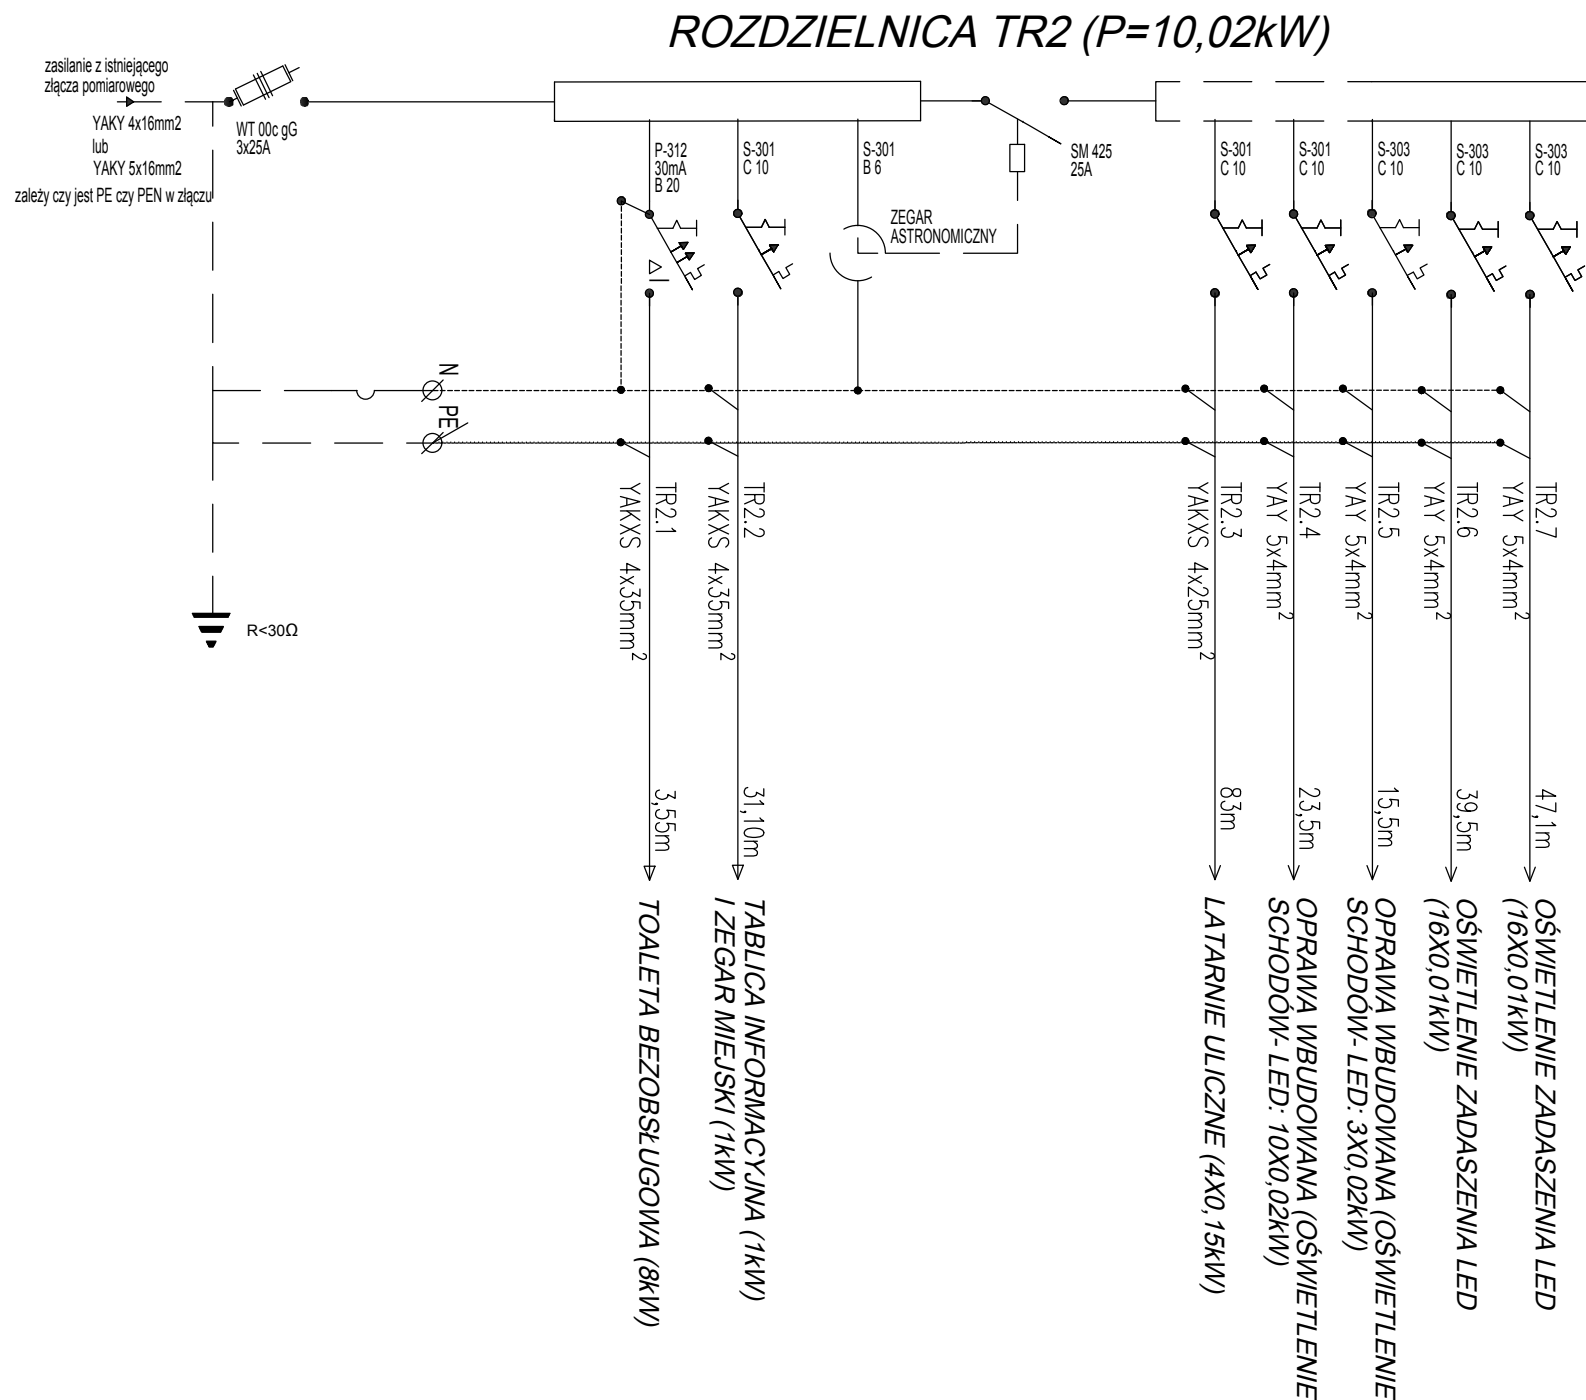 ROZDZIELNICA TR2 (P=10,02kW)
zasilanie z istniejącego
złącza pomiarowego
YAKY 4x16mm2
lub
YAKY 5x16mm2
zależy czy jest PE czy PEN w złączu
WT 00c gG
3x25A
P-312
30mA
B 20
S-301
C 10
S-301
B 6
SM 425
25A
S-301
C 10
S-301
C 10
S-303
C 10
S-303
C 10
S-303
C 10
ZEGAR
ASTRONOMICZNY
ΔI
N
PE
R<30Ω
TR2.1
YAKXS 4x35mm²
3,55m
TOALETA BEZOBSŁUGOWA (8kW)
TR2.2
YAKXS 4x35mm²
31,10m
TABLICA INFORMACYJNA (1kW)
I ZEGAR MIEJSKI (1kW)
TR2.3
YAKXS 4x25mm²
83m
LATARNIE ULICZNE (4X0,15kW)
TR2.4
YAY 5x4mm²
23,5m
OPRAWA WBUDOWANA (OŚWIETLENIE
SCHODÓW- LED: 10X0,02kW)
TR2.5
YAY 5x4mm²
15,5m
OPRAWA WBUDOWANA (OŚWIETLENIE
SCHODÓW- LED: 3X0,02kW)
TR2.6
YAY 5x4mm²
39,5m
OŚWIETLENIE ZADASZENIA LED
(16X0,01kW)
TR2.7
YAY 5x4mm²
47,1m
OŚWIETLENIE ZADASZENIA LED
(16X0,01kW)